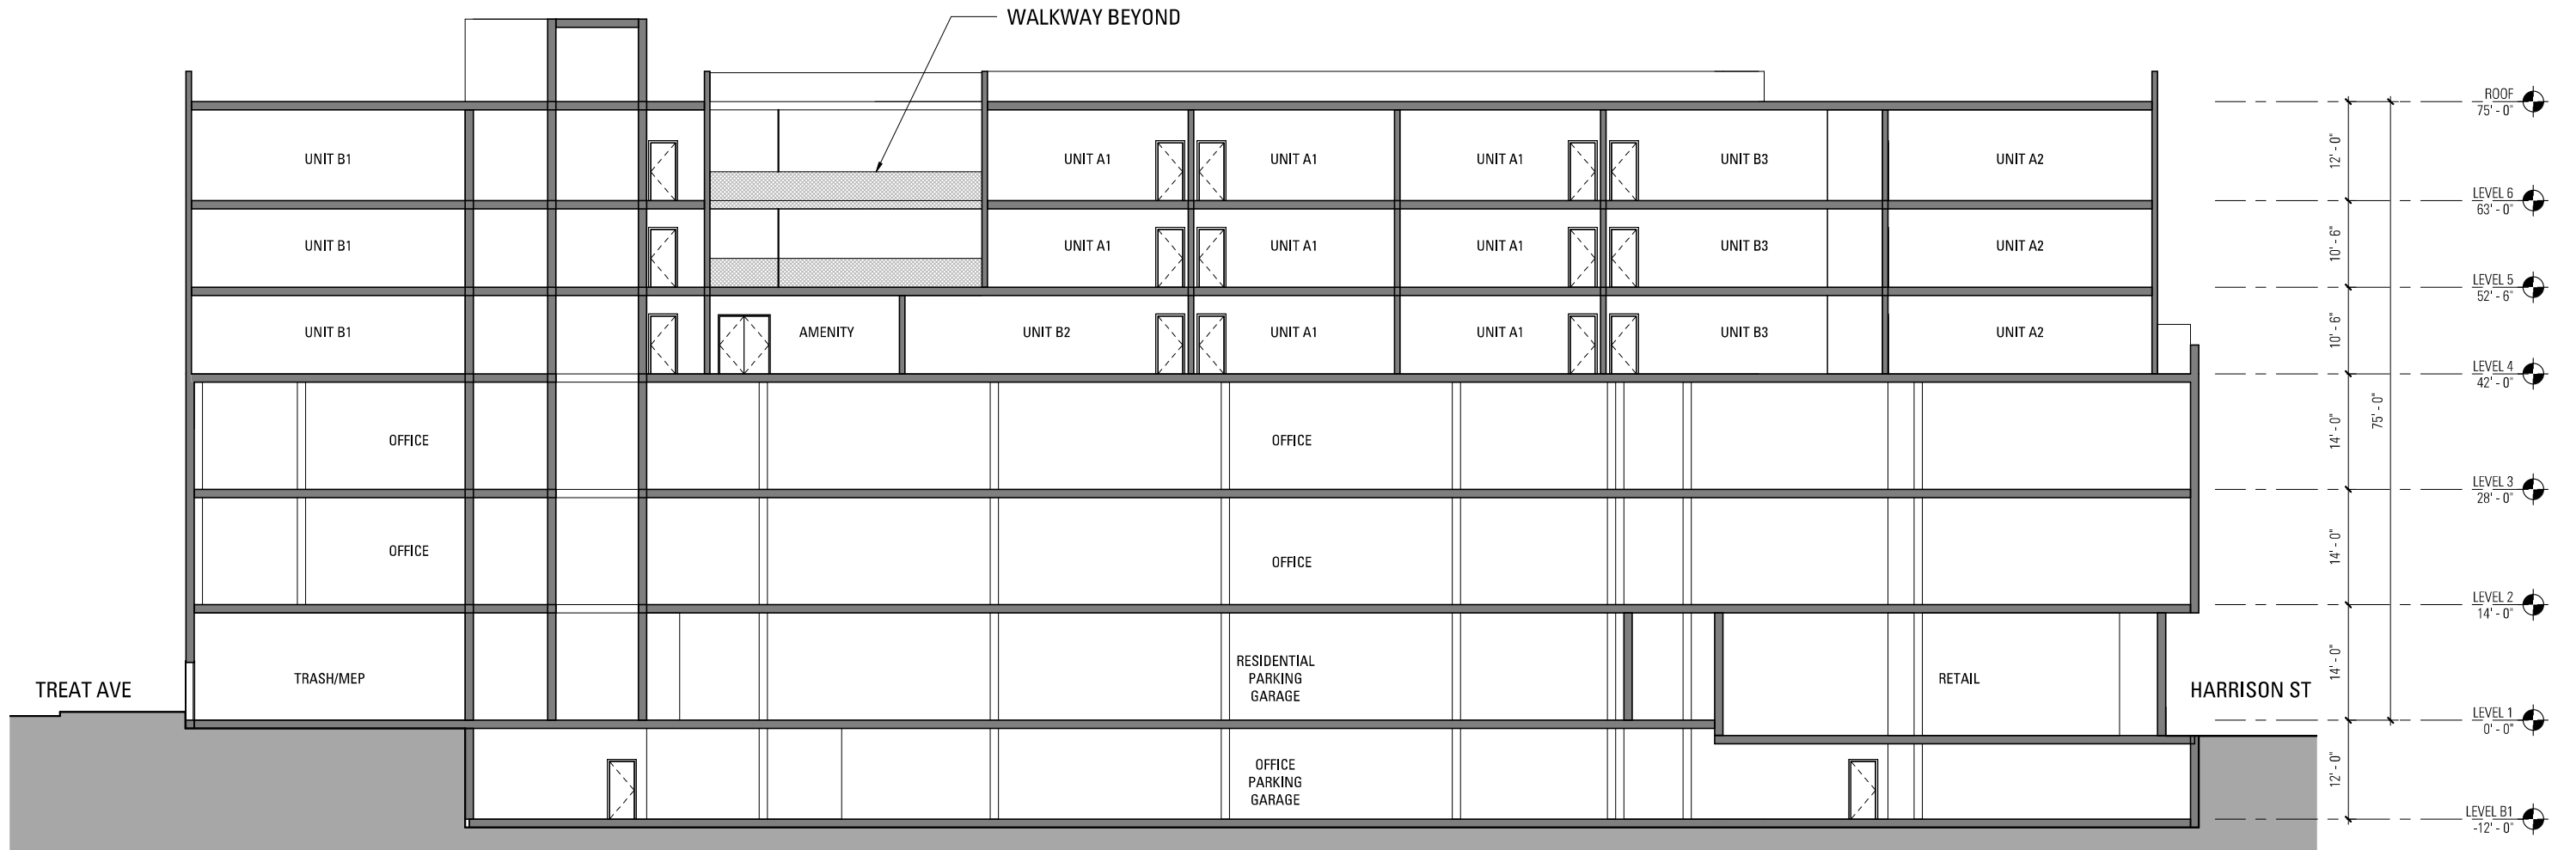 WALKWAY BEYOND
ROOF
75' - 0"
UNIT B1
UNIT A1
UNIT A1
UNIT A1
UNIT B3
UNIT A2
12' - 0"
LEVEL 6
63' - 0"
UNIT B1
UNIT A1
UNIT A1
UNIT A1
UNIT B3
UNIT A2
10' - 6"
LEVEL 5
52' - 6"
UNIT B1
AMENITY
UNIT B2
UNIT A1
UNIT A1
UNIT B3
UNIT A2
10' - 6"
LEVEL 4
42' - 0"
75' - 0"
OFFICE
OFFICE
14' - 0"
LEVEL 3
28' - 0"
OFFICE
OFFICE
14' - 0"
LEVEL 2
14' - 0"
TREAT AVE
TRASH/MEP
RESIDENTIAL
PARKING
GARAGE
RETAIL
HARRISON ST
14' - 0"
LEVEL 1
0' - 0"
OFFICE
PARKING
GARAGE
12' - 0"
LEVEL B1
-12' - 0"